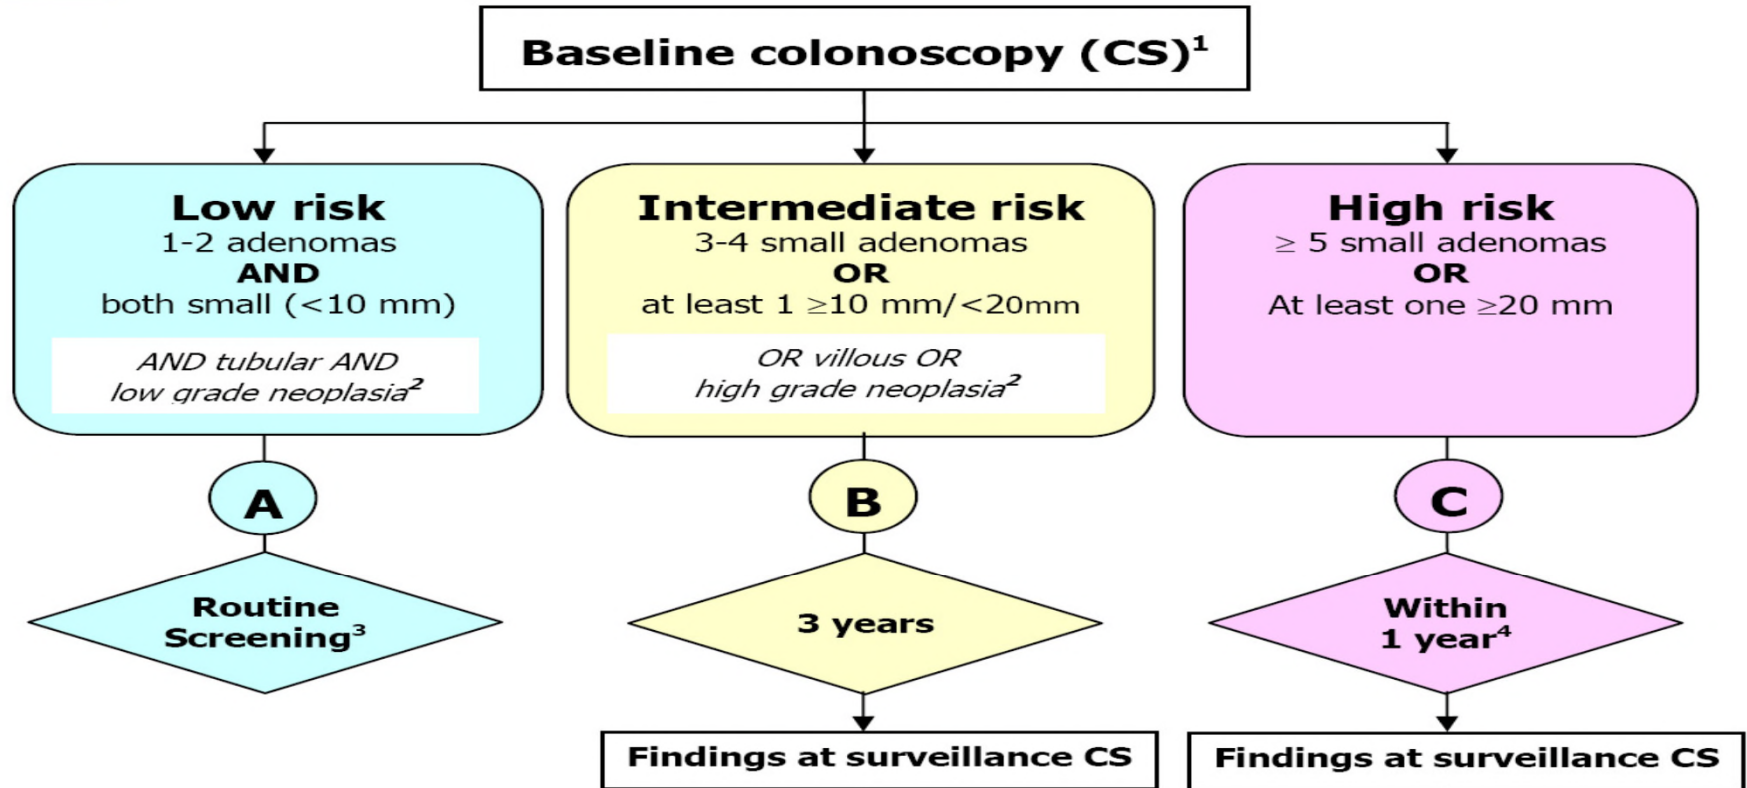 Baseline colonoscopy (CS)¹
Low risk
1-2 adenomas
AND
both small (<10 mm)
AND tubular AND
low grade neoplasia²
A
Routine
Screening³
Intermediate risk
3-4 small adenomas
OR
at least 1 ≥10 mm/<20mm
OR villous OR
high grade neoplasia²
B
3 years
Findings at surveillance CS
High risk
≥ 5 small adenomas
OR
At least one ≥20 mm
C
Within
1 year⁴
Findings at surveillance CS